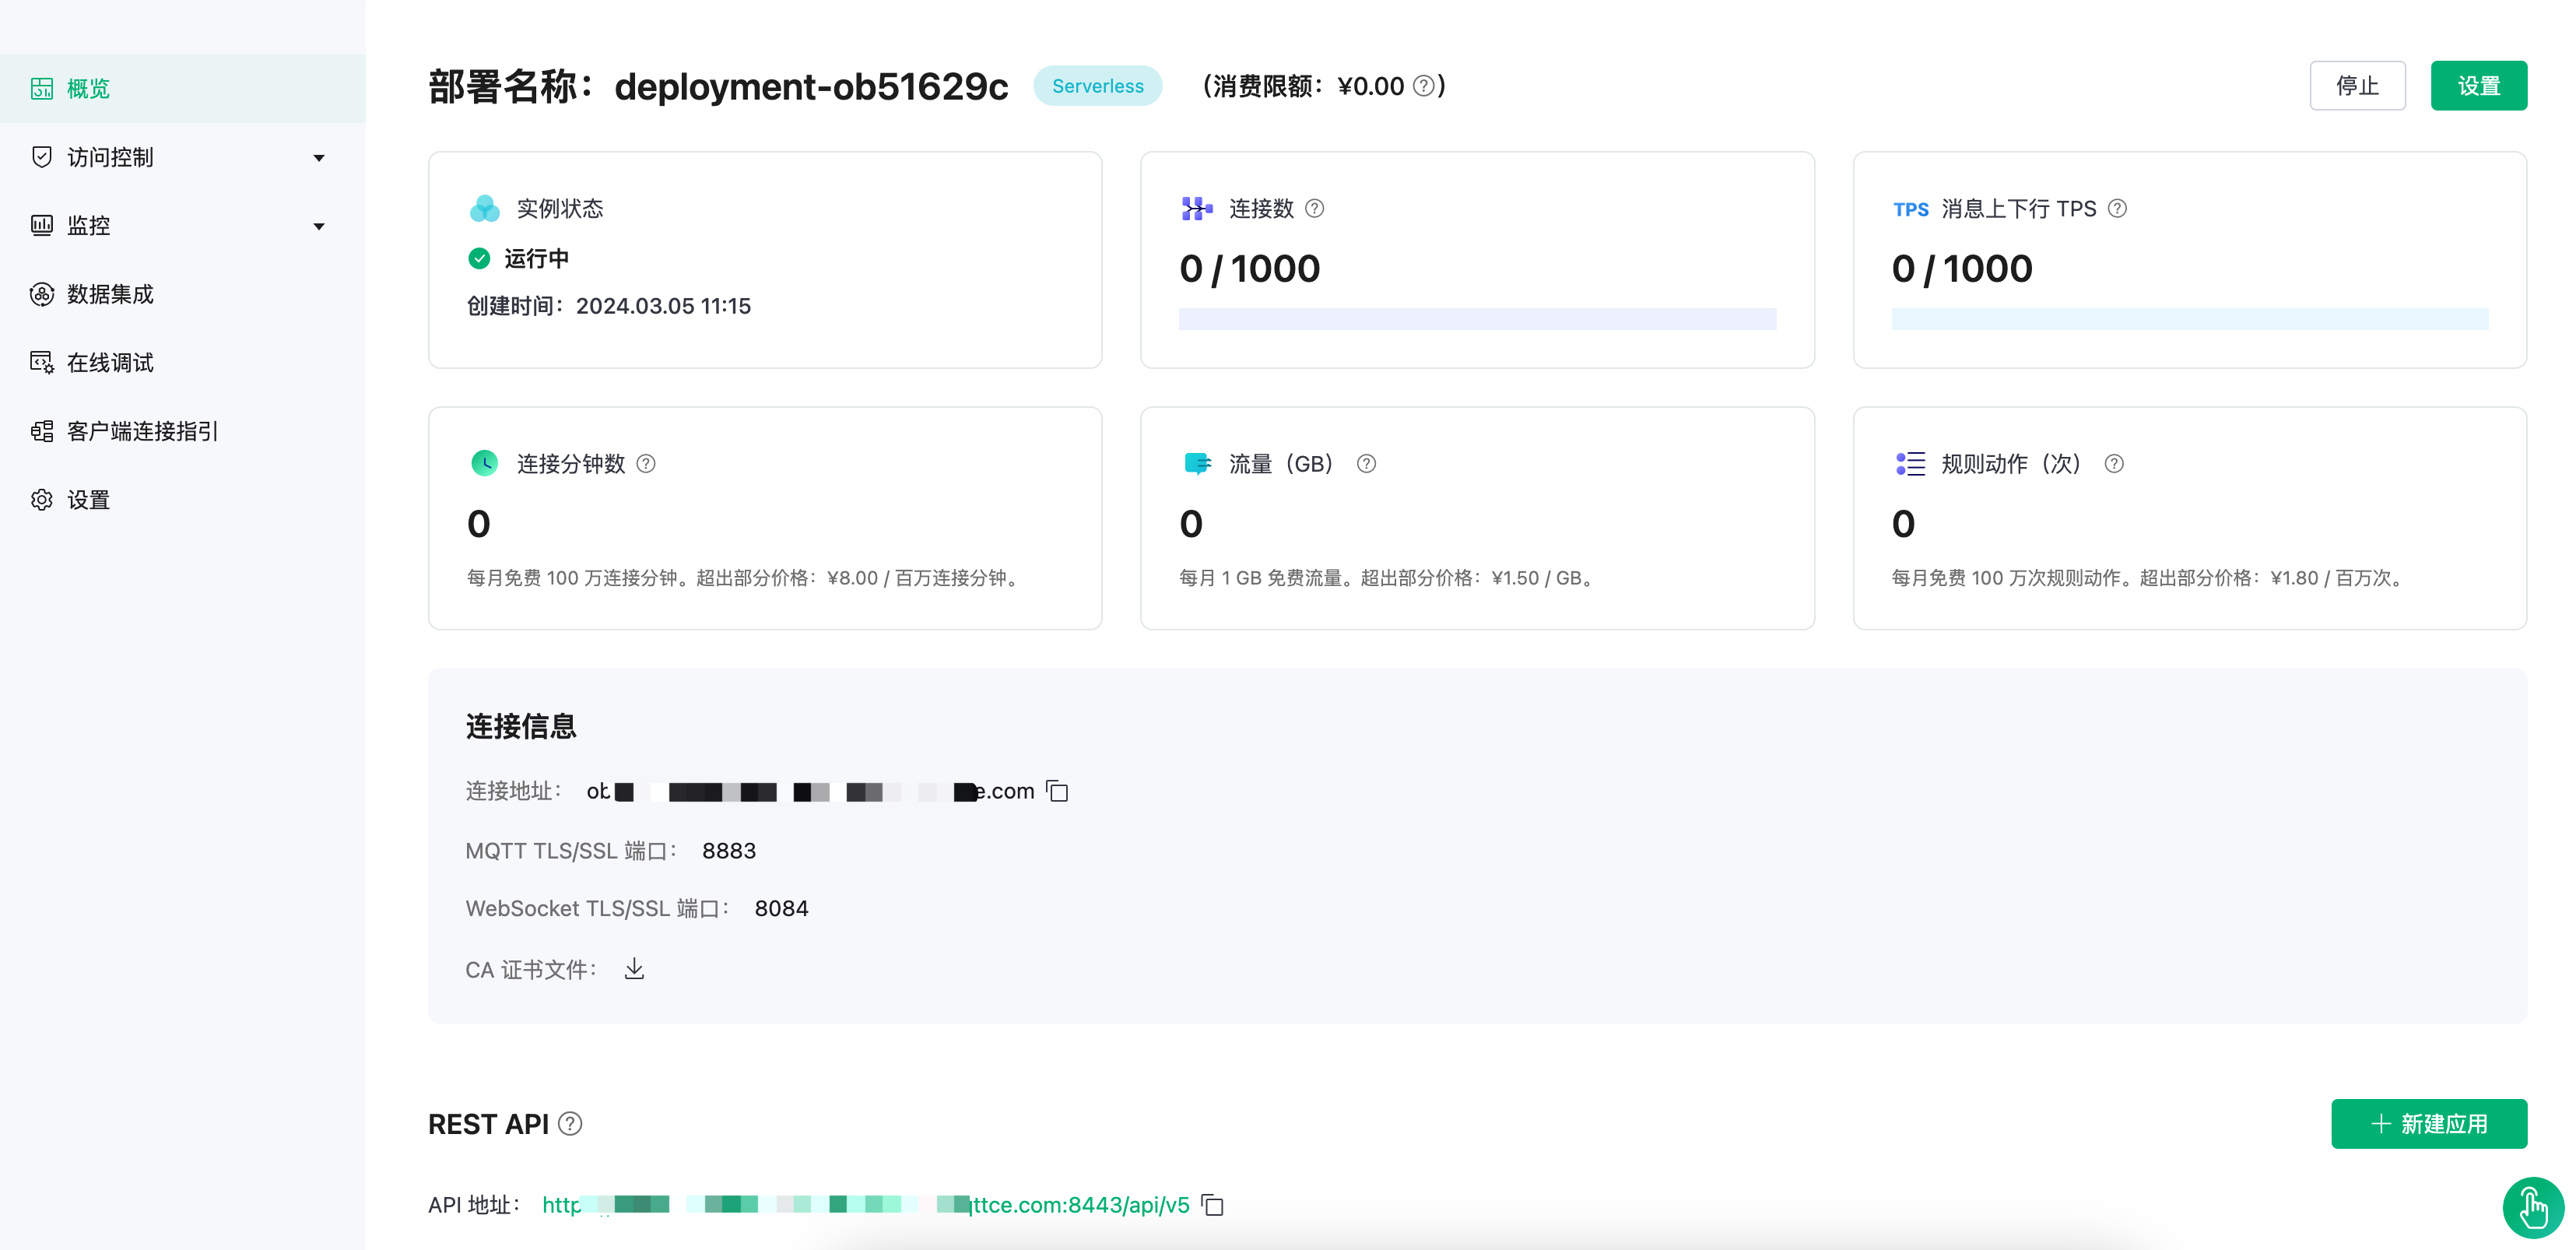 概览
访问控制
监控
数据集成
在线调试
客户端连接指引
设置
部署名称：deployment-ob51629c Serverless （消费限额：¥0.00 ?）
停止 设置
实例状态
运行中
创建时间：2024.03.05 11:15
连接数 ?
0 / 1000
TPS 消息上下行 TPS ?
0 / 1000
连接分钟数 ?
0
每月免费 100 万连接分钟。超出部分价格：¥8.00 / 百万连接分钟。
流量（GB） ?
0
每月 1 GB 免费流量。超出部分价格：¥1.50 / GB。
规则动作（次） ?
0
每月免费 100 万次规则动作。超出部分价格：¥1.80 / 百万次。
连接信息
连接地址： e.com
MQTT TLS/SSL 端口： 8883
WebSocket TLS/SSL 端口： 8084
CA 证书文件：
REST API ?
+ 新建应用
API 地址： http ttce.com:8443/api/v5